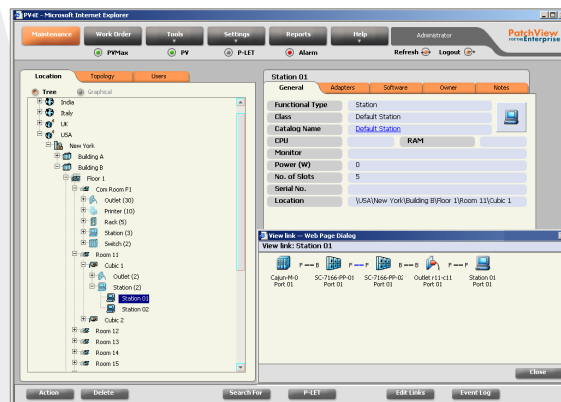 PV4E - Microsoft Internet Explorer
Maintenance
Work Order
Tools
Settings
Reports
Help
Administrator
PatchView
FOR THE Enterprise
PVMax
PV
P-LET
Alarm
Refresh
Logout
Location
Topology
Users
Tree
Graphical
India
Italy
UK
USA
New York
Building A
Building B
Floor 1
Com Room F1
Outlet (30)
Printer (10)
Rack (5)
Station (3)
Switch (2)
Room 11
Cubic 1
Outlet (2)
Station (2)
Station 01
Station 02
Cubic 2
Room 12
Room 13
Room 14
Room 15
Station 01
General
Adapters
Software
Owner
Notes
Functional Type Station
Class Default Station
Catalog Name Default Station
CPU RAM
Monitor
Power (W) 0
No. of Slots 5
Serial No.
Location \USA\New York\Building B\Floor 1\Room 11\Cubic 1
View link -- Web Page Dialog
View link: Station 01
F -- B F -- F B -- B F -- F
Cajun-M-0 SC-7166-PP-01 SC-7166-PP-02 Outlet r11-c11 Station 01
Port 01 Port 01 Port 01 Port 01 Port 01
Close
Action
Delete
Search For
P-LET
Edit Links
Event Log